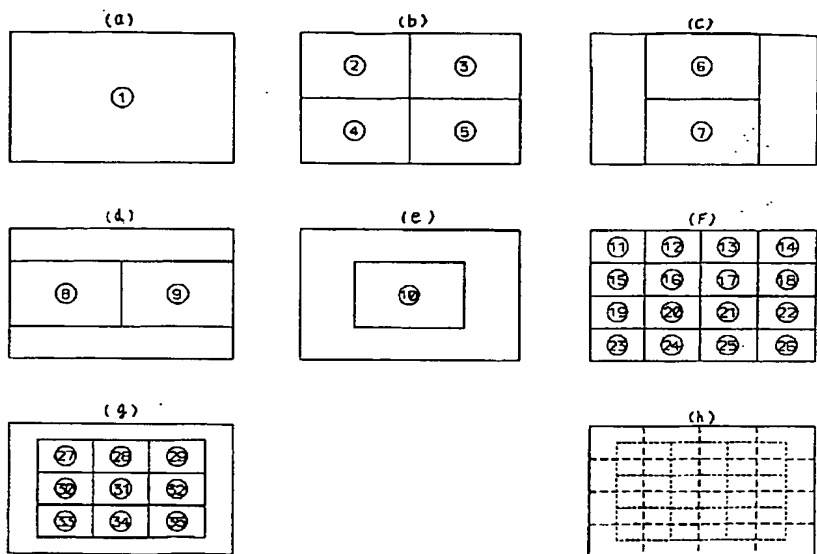 (a) (b) (c)
① ② ③ ⑥
④ ⑤ ⑦
(d) (e) (F)
⑧ ⑨ ⑩ ⑪ ⑫ ⑬ ⑭
⑮ ⑯ ⑰ ⑱
⑲ ⑳ ㉑ ㉒
㉓ ㉔ ㉕ ㉖
(g) (h)
㉗ ㉘ ㉙
㉚ ㉛ ㉜
㉝ ㉞ ㉟